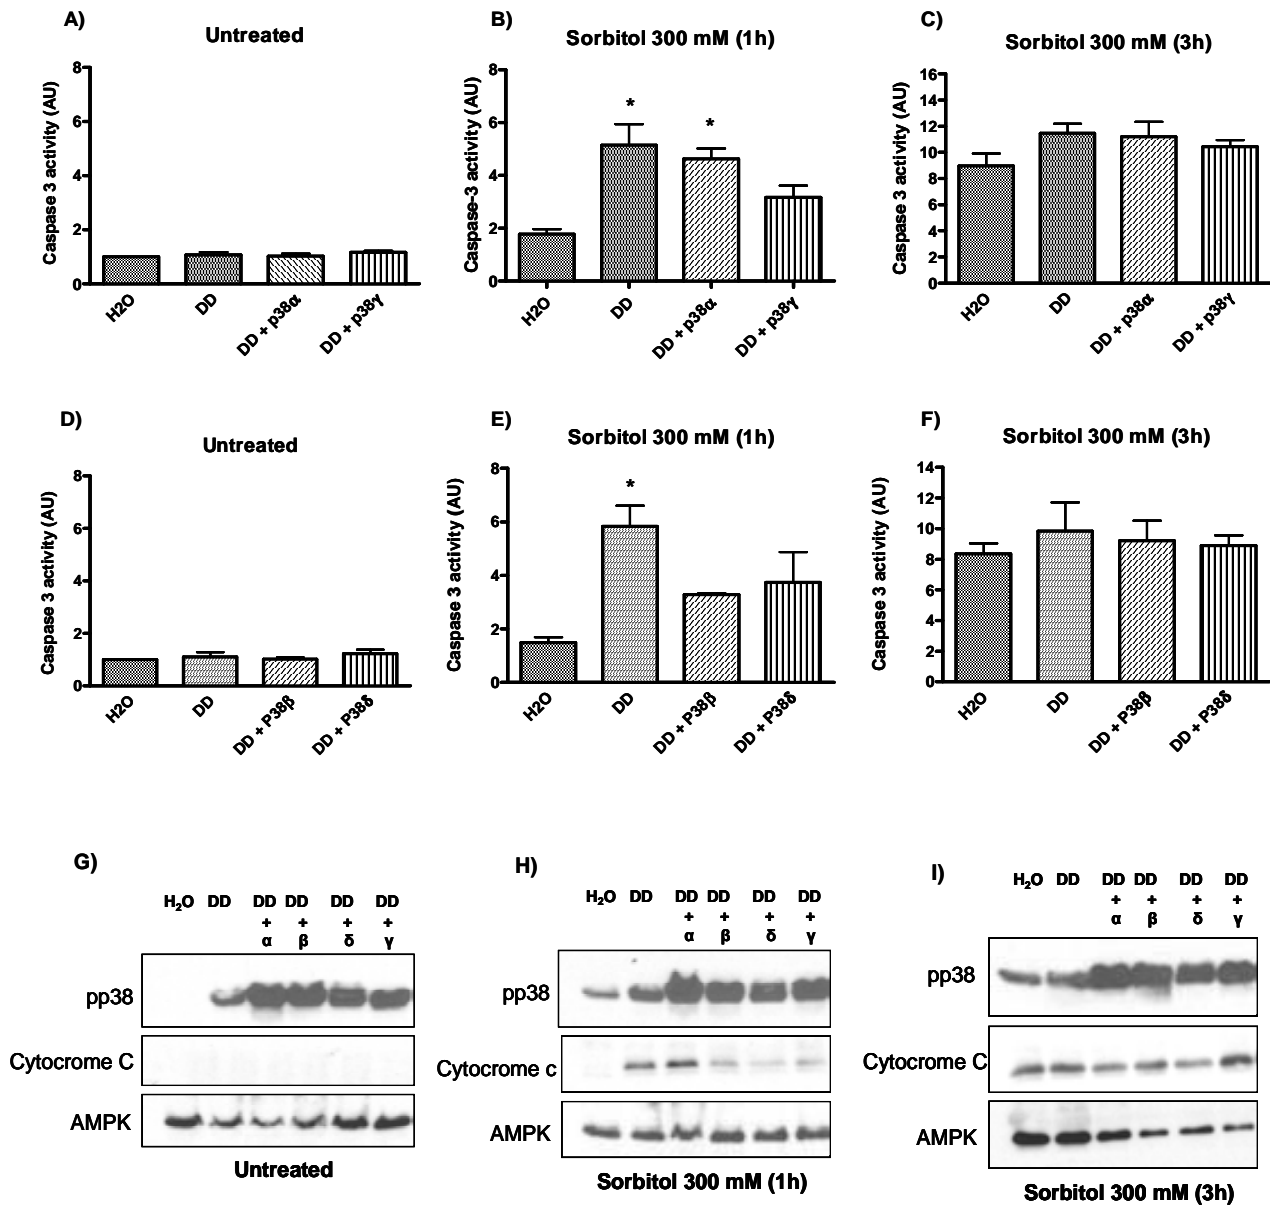 A)
Untreated
Caspase 3 activity (AU)
8
6
4
2
0
H2O
DD
DD + p38α
DD + p38γ
B)
Sorbitol 300 mM (1h)
Caspase-3 activity (AU)
8
6
4
2
0
*
*
H2O
DD
DD + p38α
DD + p38γ
C)
Sorbitol 300 mM (3h)
Caspase 3 activity (AU)
16
14
12
10
8
6
4
2
0
H2O
DD
DD + p38α
DD + p38γ
D)
Untreated
Caspase 3 activity (AU)
8
6
4
2
0
H2O
DD
DD + P38β
DD + P38δ
E)
Sorbitol 300 mM (1h)
Caspase 3 activity (AU)
8
6
4
2
0
*
H2O
DD
DD + P38β
DD + P38δ
F)
Sorbitol 300 mM (3h)
Caspase 3 activity (AU)
14
12
10
8
6
4
2
0
H2O
DD
DD + P38β
DD + P38δ
G)
H₂O DD DD DD DD DD
+ + + +
α β δ γ
pp38
Cytocrome C
AMPK
Untreated
H)
H₂O DD DD DD DD DD
+ + + +
α β δ γ
pp38
Cytocrome c
AMPK
Sorbitol 300 mM (1h)
I)
H₂O DD DD DD DD DD
+ + + +
α β δ γ
pp38
Cytocrome C
AMPK
Sorbitol 300 mM (3h)